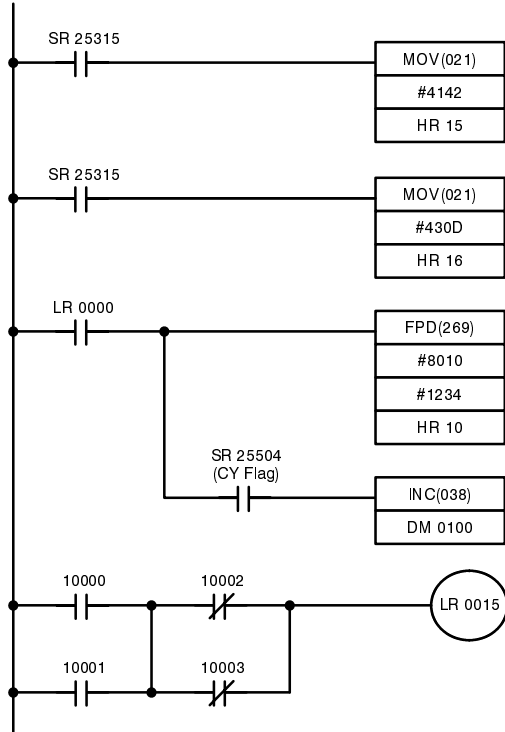 SR 25315
MOV(021)
#4142
HR 15
SR 25315
MOV(021)
#430D
HR 16
LR 0000
FPD(269)
#8010
#1234
HR 10
SR 25504
(CY Flag)
INC(038)
DM 0100
10000
10002
LR 0015
10001
10003